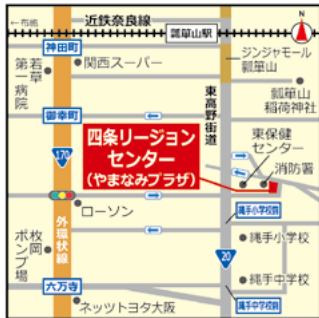 ←布施
近鉄奈良線
瓢箪山駅
N
神田町
関西スーパー
若草
第一病院
ジンジャモール
瓢箪山
瓢箪山
稲荷神社
御幸町
東高野街道
170
四条リージョン
センター
(やまなみプラザ)
東保健
センター
消防署
ローソン
縄手小学校前
外環状線
枚岡
ポンプ場
縄手小学校
20
縄手中学校
六万寺
ネッツトヨタ大阪
縄手中学校前